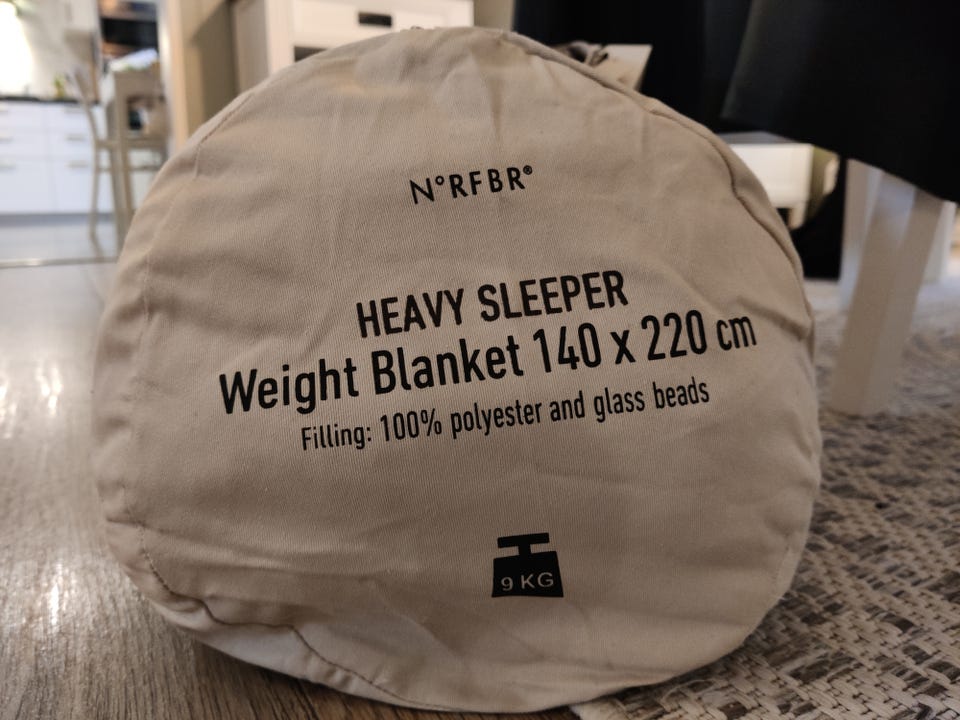 N°RFBR®
HEAVY SLEEPER
Weight Blanket 140 x 220 cm
Filling: 100% polyester and glass beads
9 KG